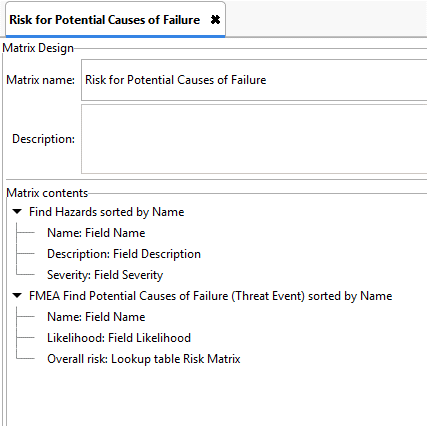 Risk for Potential Causes of Failure ✖
Matrix Design
Matrix name: Risk for Potential Causes of Failure
Description:
Matrix contents
Find Hazards sorted by Name
Name: Field Name
Description: Field Description
Severity: Field Severity
FMEA Find Potential Causes of Failure (Threat Event) sorted by Name
Name: Field Name
Likelihood: Field Likelihood
Overall risk: Lookup table Risk Matrix